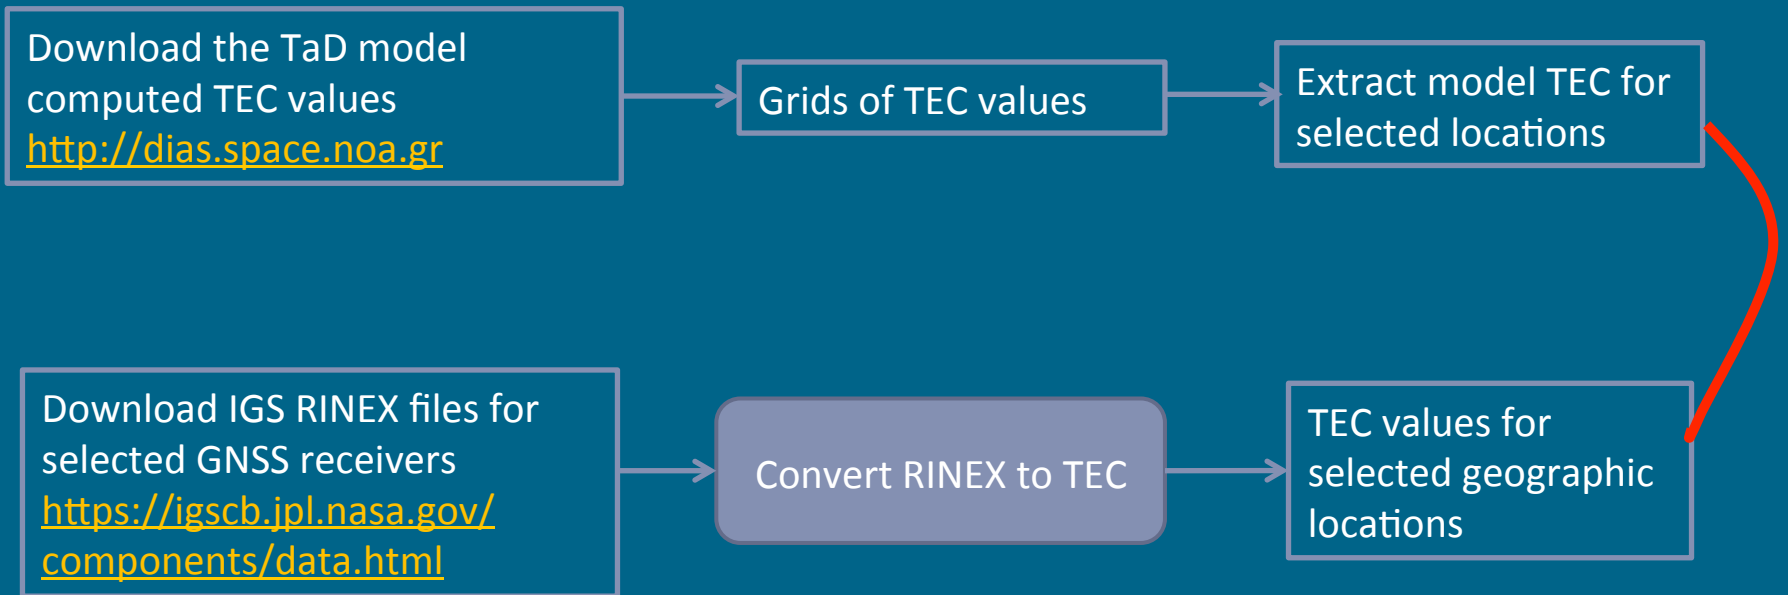 Download the TaD model
computed TEC values
http://dias.space.noa.gr
Grids of TEC values
Extract model TEC for
selected locations
Download IGS RINEX files for
selected GNSS receivers
https://igscb.jpl.nasa.gov/
components/data.html
Convert RINEX to TEC
TEC values for
selected geographic
locations